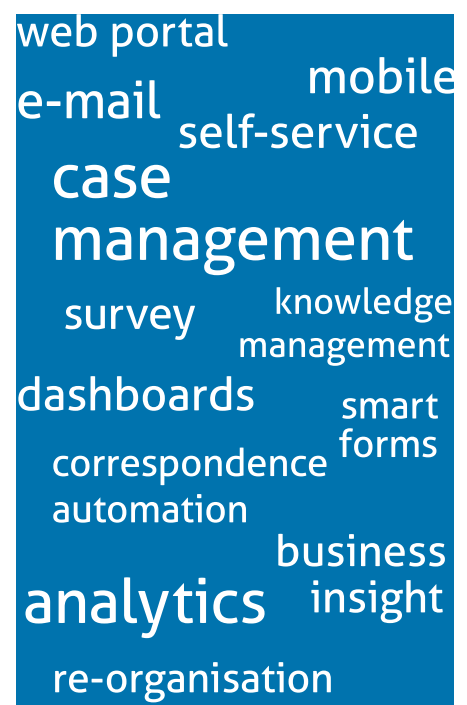 web portal
mobile
e-mail
self-service
case
management
survey
knowledge
management
dashboards
smart
forms
correspondence
automation
business
insight
analytics
re-organisation